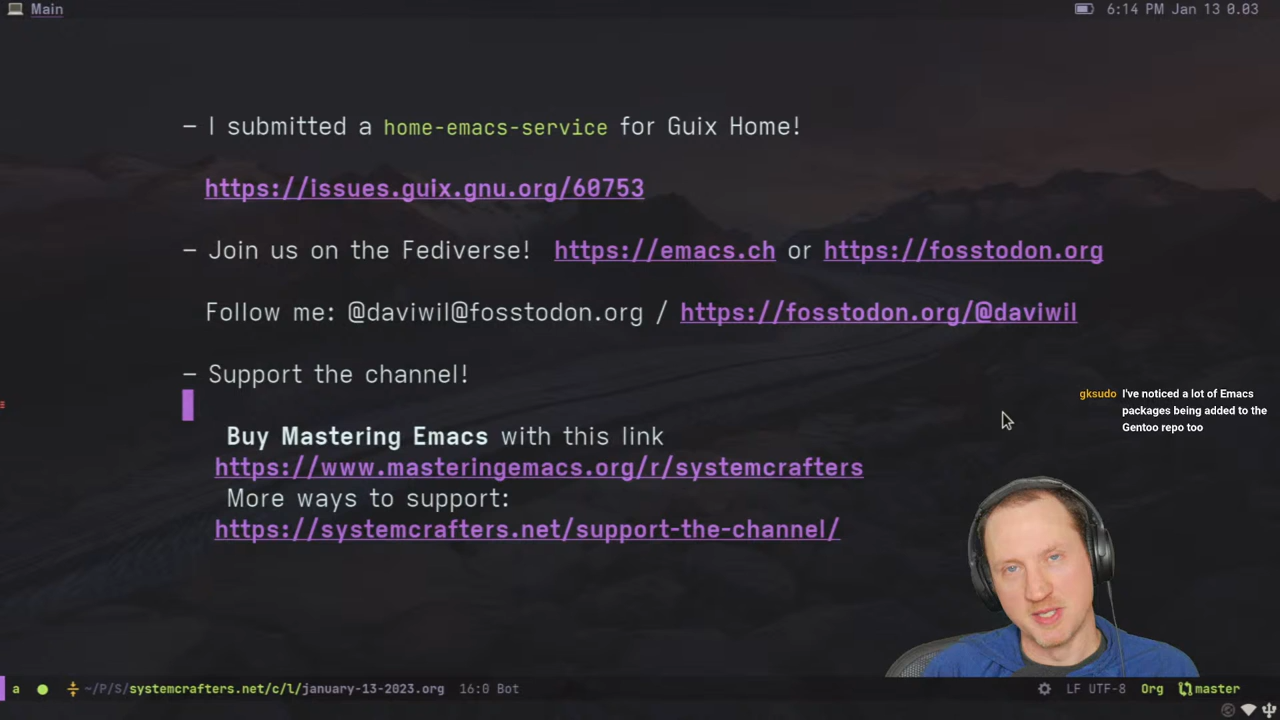 Main
6:14 PM Jan 13 0.03
– I submitted a home-emacs-service for Guix Home!
https://issues.guix.gnu.org/60753
– Join us on the Fediverse! https://emacs.ch or https://fosstodon.org
Follow me: @daviwil@fosstodon.org / https://fosstodon.org/@daviwil
– Support the channel!
gksudo I've noticed a lot of Emacs
packages being added to the
Gentoo repo too
Buy Mastering Emacs with this link
https://www.masteringemacs.org/r/systemcrafters
More ways to support:
https://systemcrafters.net/support-the-channel/
a ~/P/S/systemcrafters.net/c/l/january-13-2023.org 16:0 Bot
LF UTF-8 Org master